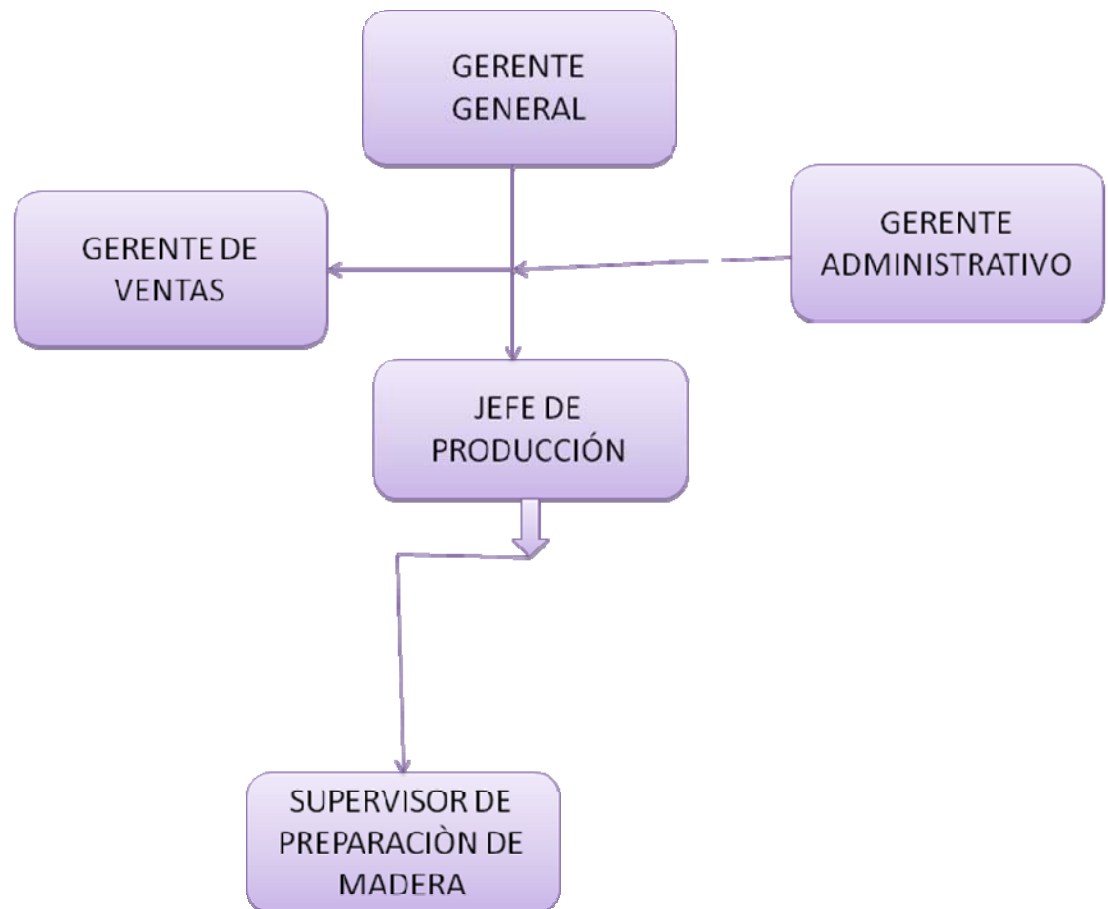 GERENTE
GENERAL
GERENTE DE
VENTAS
GERENTE
ADMINISTRATIVO
JEFE DE
PRODUCCIÓN
SUPERVISOR DE
PREPARACIÒN DE
MADERA